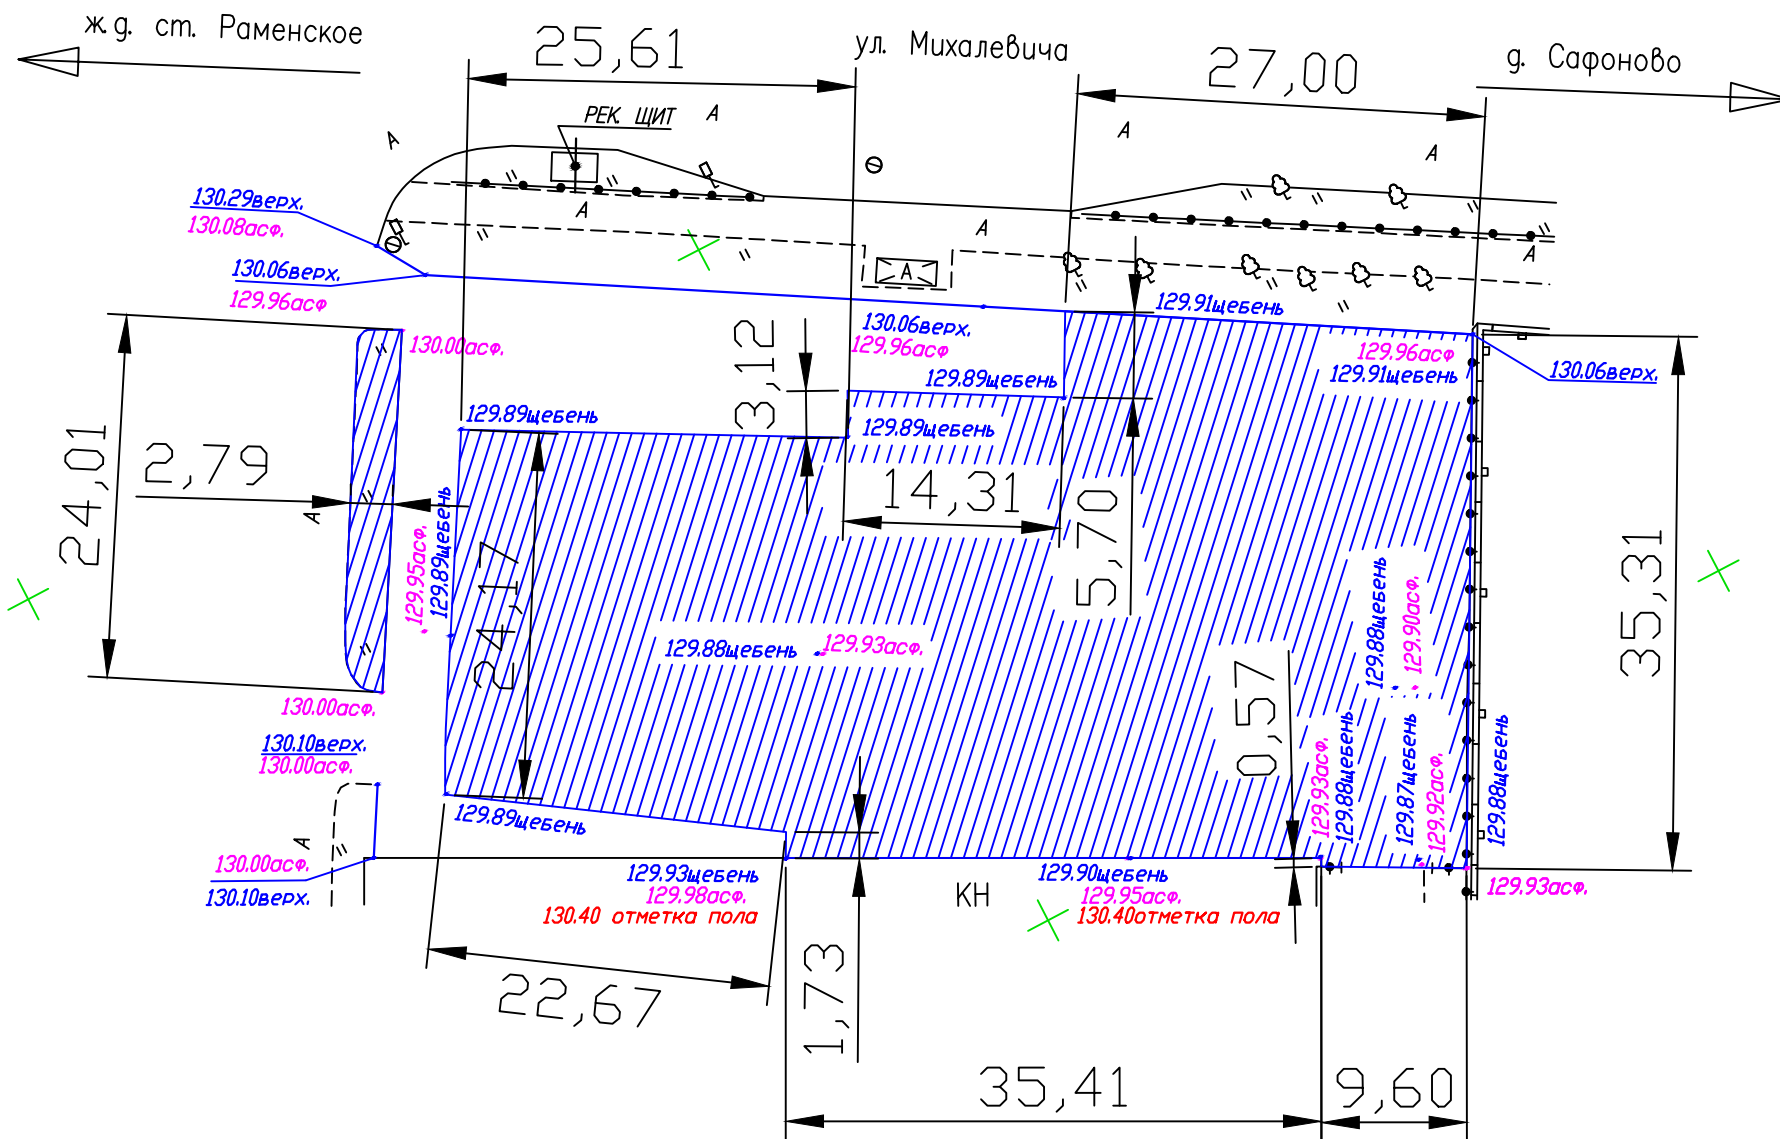 ж.д. ст. Раменское
25,61
ул. Михалевича
27,00
д. Сафоново
РЕК. ЩИТ
А
А
А
А
130.29верх.
130.08асф.
А
А
А
130.06верх.
129.96асф
А
129.91щебень
130.06верх.
129.96асф
130.00асф.
3,12
129.96асф
129.91щебень
130.06верх.
129.89щебень
129.89щебень
129.89щебень
24,01
2,79
А
14,31
5,70
129.95асф.
129.89щебень
24,17
35,31
129.88щебень
129.90асф.
129.88щебень
129.93асф.
0,57
130.00асф.
130.10верх.
130.00асф.
129.93асф.
129.88щебень
129.87щебень
129.92асф.
129.88щебень
129.89щебень
А
130.00асф.
130.10верх.
129.93щебень
129.98асф.
130.40 отметка пола
КН
129.90щебень
129.95асф.
130.40отметка пола
129.93асф.
22,67
1,73
35,41
9,60